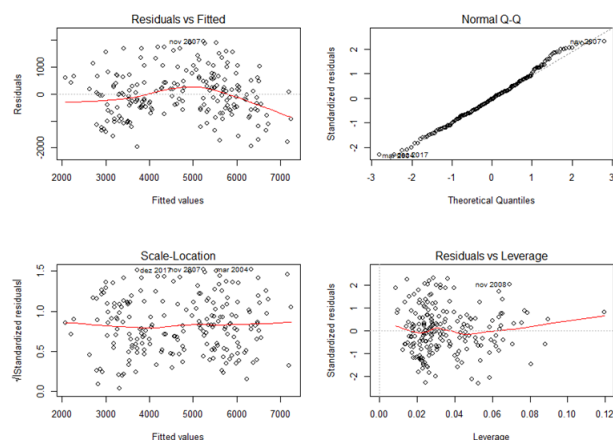 Residuals vs Fitted
nov 2007
Residuals
1000
0
-2000
2000 3000 4000 5000 6000 7000
Fitted values
Normal Q-Q
nov 2007
Standardized residuals
2
1
0
-1
-2
2017
-3 -2 -1 0 1 2 3
Theoretical Quantiles
Scale-Location
dez 2017 nov 2007 mar 2004
√|Standardized residuals|
1.5
1.0
0.5
0.0
2000 3000 4000 5000 6000 7000
Fitted values
Residuals vs Leverage
nov 2008
Standardized residuals
2
1
0
-1
-2
0.00 0.02 0.04 0.06 0.08 0.10 0.12
Leverage